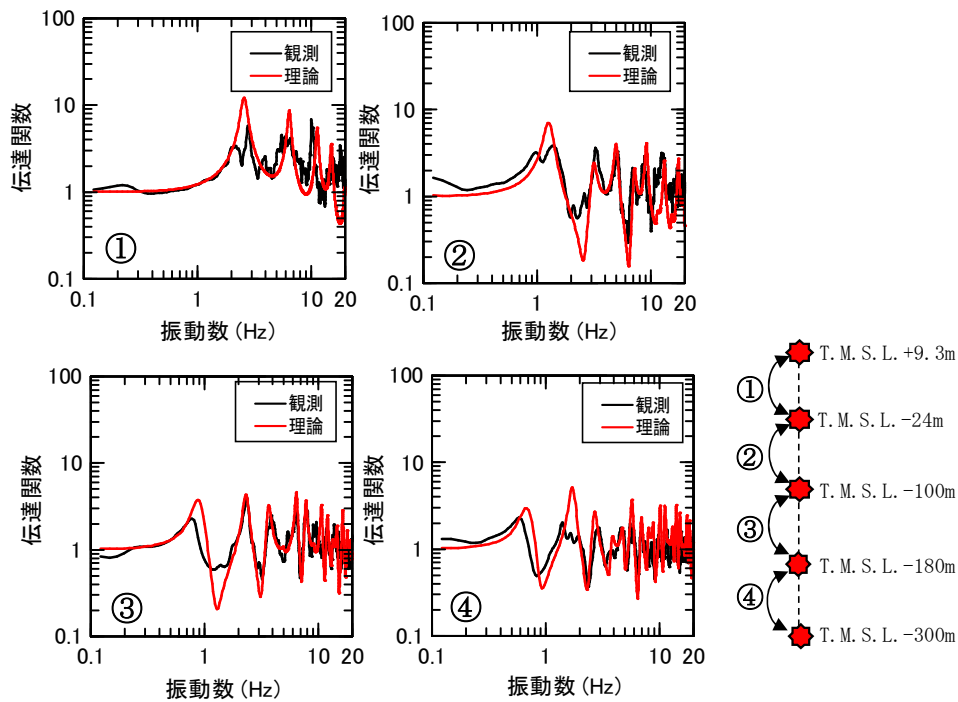 100
10
1
0.1
伝達関数
観測
理論
①
0.1
1
10
20
振動数 (Hz)
100
10
1
0.1
伝達関数
観測
理論
②
0.1
1
10
20
振動数 (Hz)
100
10
1
0.1
伝達関数
観測
理論
③
0.1
1
10
20
振動数 (Hz)
100
10
1
0.1
伝達関数
観測
理論
④
0.1
1
10
20
振動数 (Hz)
T.M.S.L.+9.3m
①
T.M.S.L.-24m
②
T.M.S.L.-100m
③
T.M.S.L.-180m
④
T.M.S.L.-300m